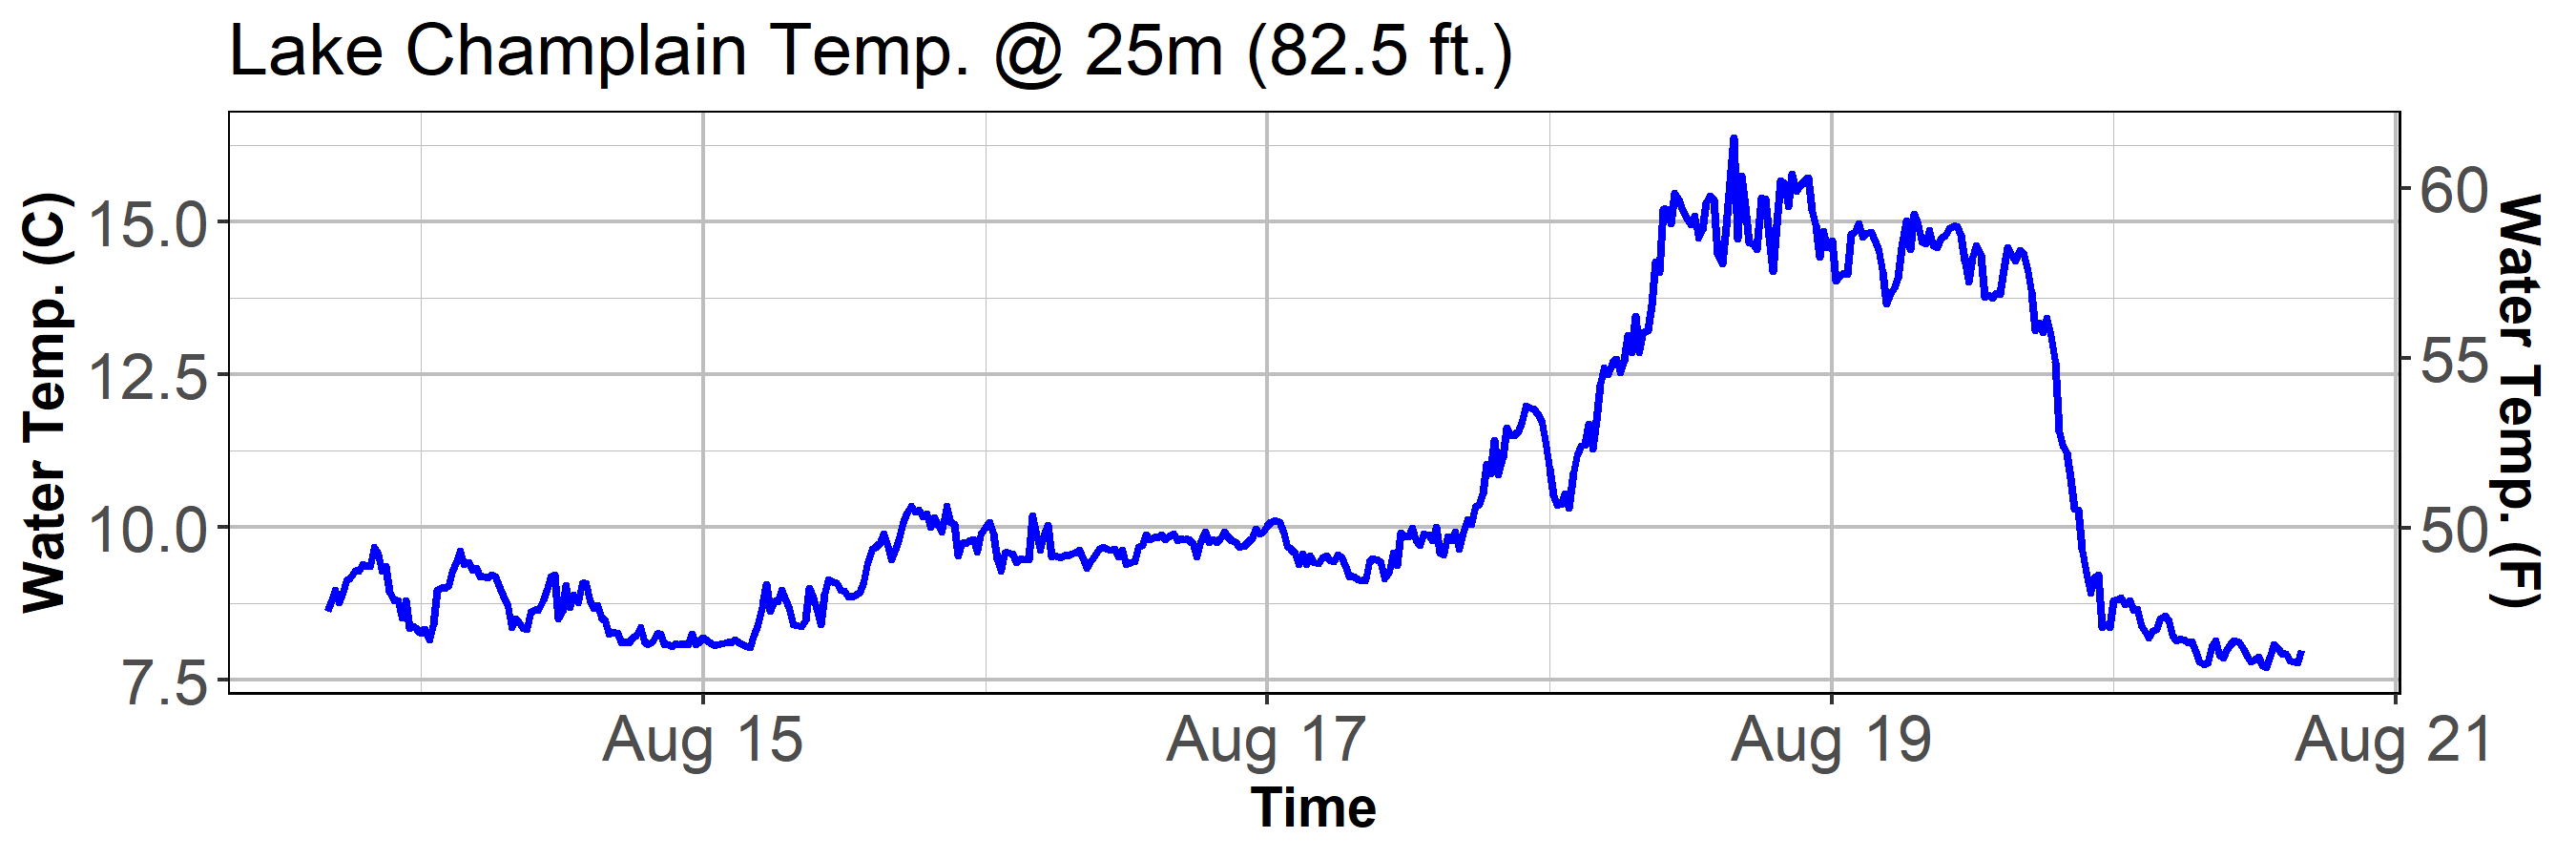 Lake Champlain Temp. @ 25m (82.5 ft.)
Water Temp. (C)
15.0
12.5
10.0
7.5
60
55
50
Water Temp. (F)
Aug 15
Aug 17
Aug 19
Aug 21
Time